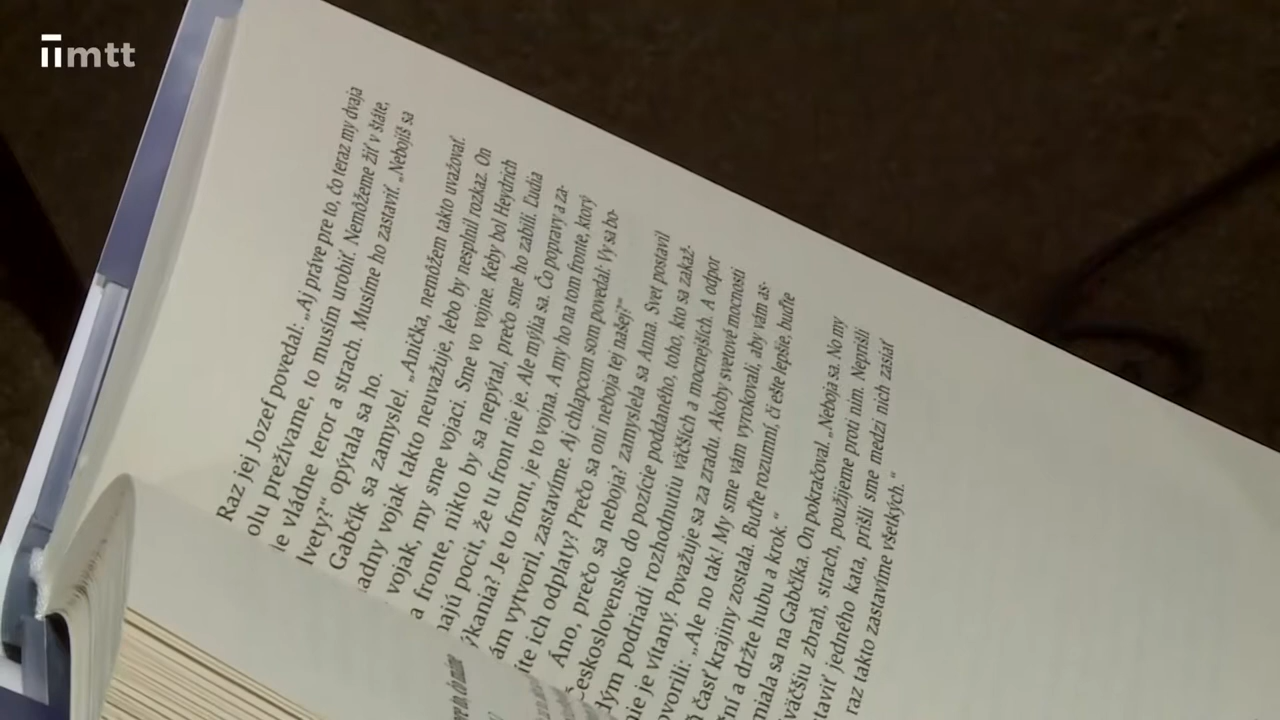 mtt
Raz jej Jozef povedal: „Aj práve pre to, čo teraz my dvaja
olu prežívame, to musím urobiť. Nemôžeme žiť v štáte,
e vládne teror a strach. Musíme ho zastaviť. „Nebojíš sa
lvety?“ opýtala sa ho.
Gabčík sa zamyslel. „Anička, nemôžem takto uvažovať.
adny vojak takto neuvažuje, lebo by nesplnil rozkaz. On
vojak, my sme vojaci. Sme vo vojne. Keby bol Heydrich
a fronte, nikto by sa nepýtal, prečo sme ho zabili. Ľudia
ajú pocit, že tu front nie je. Ale mýlia sa. Čo popravy a za-
ýkania? Je to front, je to vojna. A my ho na tom fronte, ktorý
ám vytvoril, zastavíme. Aj chlapcom som povedal: Vy sa bo-
íte ich odplaty? Prečo sa oni neboja tej našej?“
Áno, prečo sa neboja? zamyslela sa Anna. Svet postavil
Československo do pozície poddaného, toho, kto sa zakaž-
dým podriadi rozhodnutiu väčších a mocnejších. A odpor
nie je vítaný. Považuje sa za zradu. Akoby svetové mocnosti
ovorili: „Ale no tak! My sme vám vyrokovali, aby vám as-
ň časť krajiny zostala. Buďte rozumní, či ešte lepšie, buďte
ní a držte hubu a krok.“
miala sa na Gabčíka. On pokračoval. „Neboja sa. No my
väčšiu zbraň, strach, použijeme proti nim. Neprišli
taviť jedného kata, prišli sme medzi nich zasiať
raz takto zastavíme všetkých.“